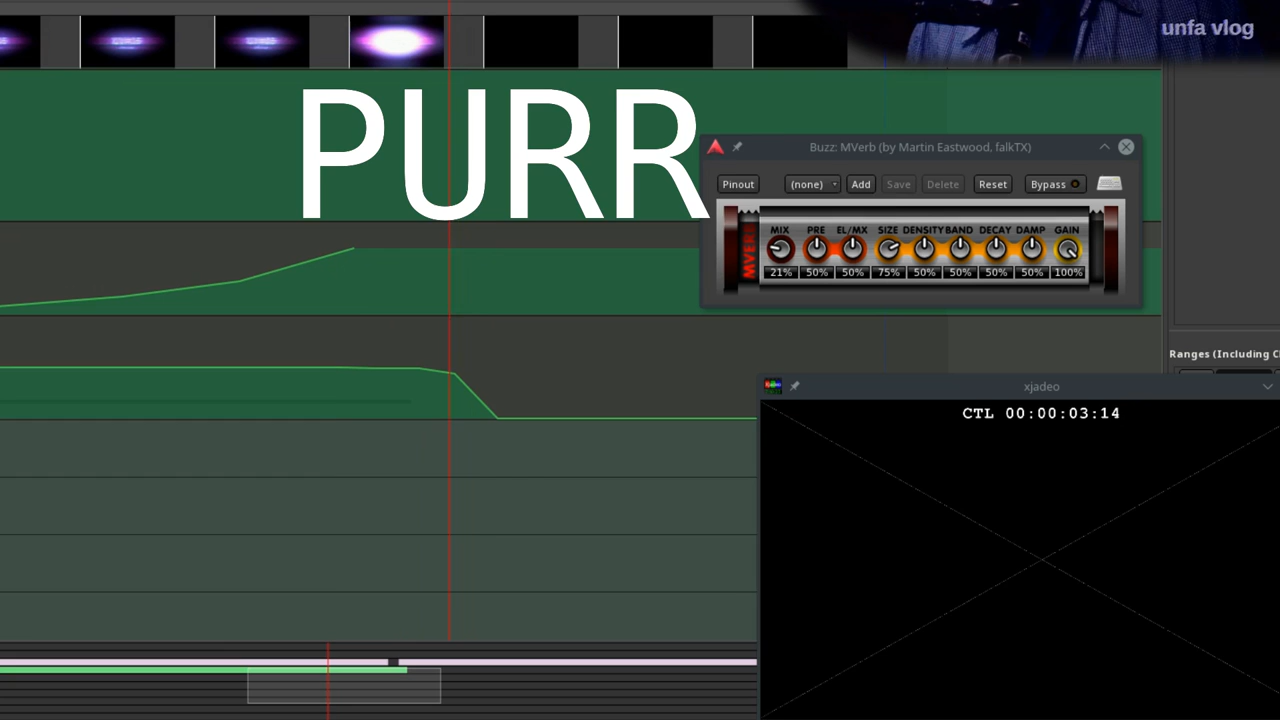 unfa vlog
PURR
Buzz: MVerb (by Martin Eastwood, falkTX)
Pinout (none) Add Save Delete Reset Bypass
MVERB
MIX PRE EL/MX SIZE DENSITY BAND DECAY DAMP GAIN
21% 50% 50% 75% 50% 50% 50% 50% 100%
Ranges (Including C
xjadeo
CTL 00:00:03:14